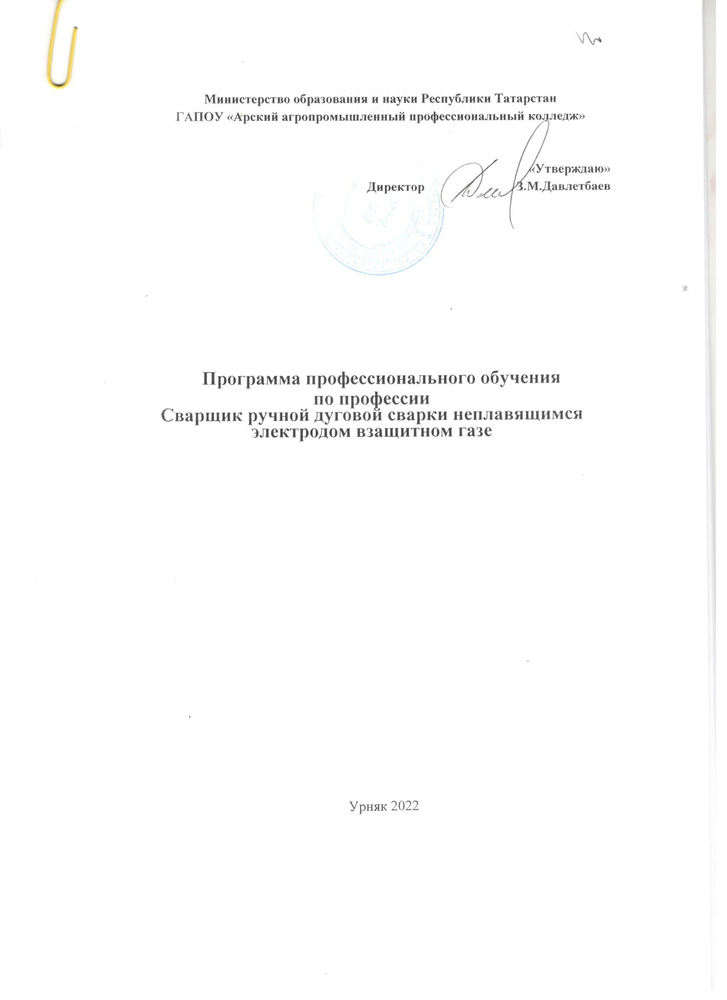 Министерство образования и науки Республики Татарстан
ГАПОУ «Арский агропромышленный профессиональный колледж»
«Утверждаю»
Директор З.М.Давлетбаев
Программа профессионального обучения
по профессии
Сварщик ручной дуговой сварки неплавящимся
электродом взащитном газе
Урняк 2022